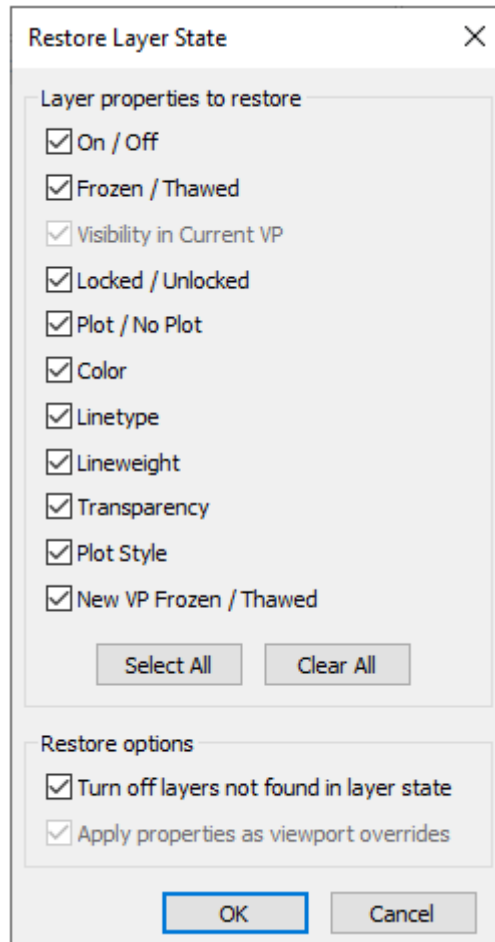 Restore Layer State
Layer properties to restore
On / Off
Frozen / Thawed
Visibility in Current VP
Locked / Unlocked
Plot / No Plot
Color
Linetype
Lineweight
Transparency
Plot Style
New VP Frozen / Thawed
Select All Clear All
Restore options
Turn off layers not found in layer state
Apply properties as viewport overrides
OK Cancel